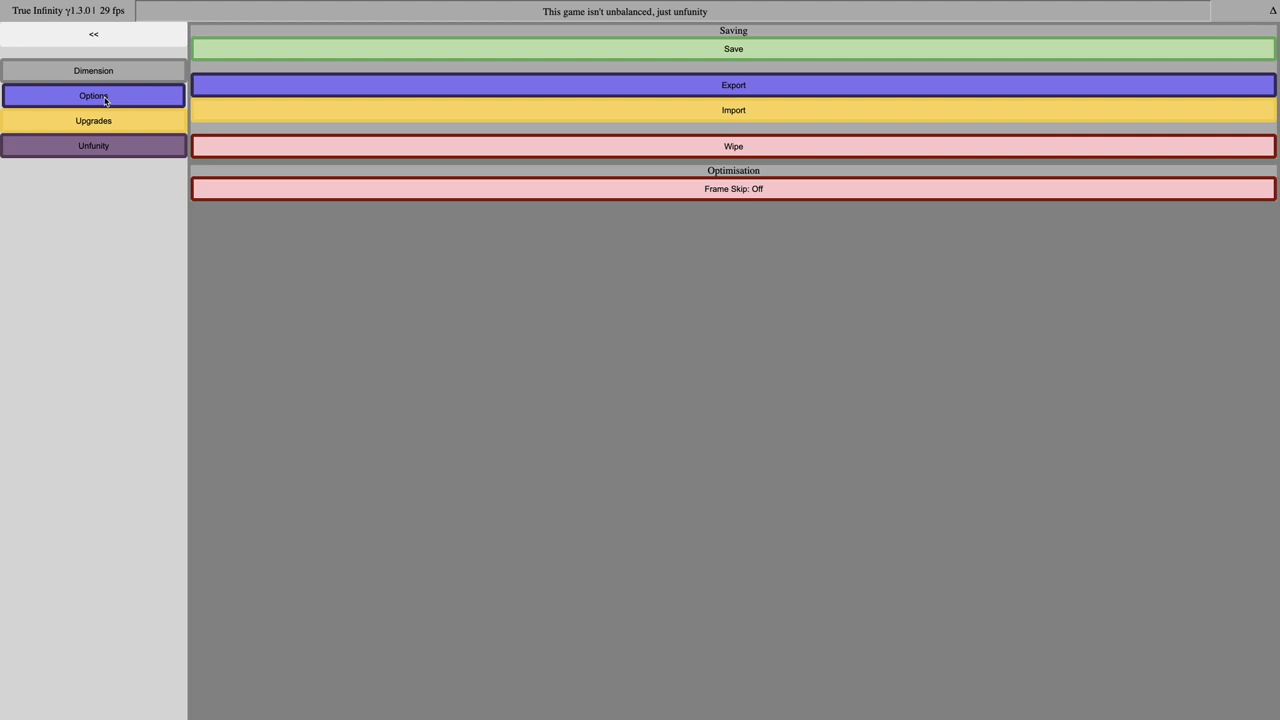 True Infinity γ1.3.0 | 29 fps
This game isn't unbalanced, just unfunity
Δ
<<
Dimension
Options
Upgrades
Unfunity
Saving
Save
Export
Import
Wipe
Optimisation
Frame Skip: Off